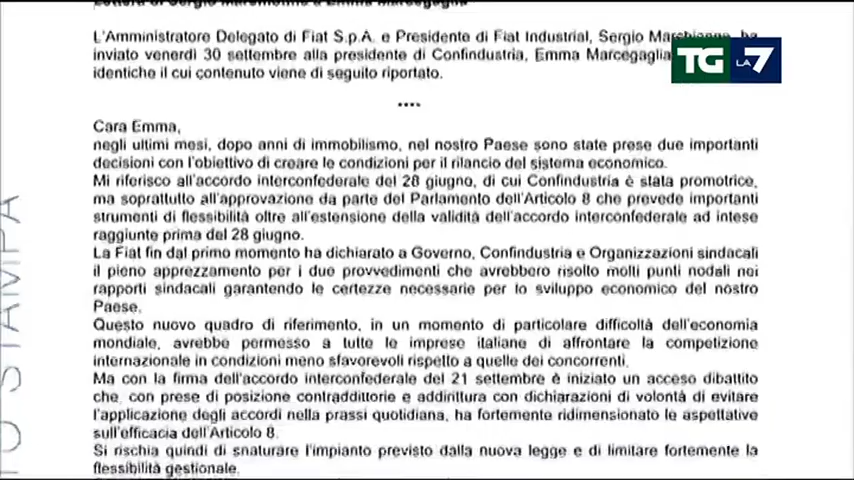 Lettera di Sergio Marchionne a Emma Marcegaglia
L'Amministratore Delegato di Fiat S.p.A. e Presidente di Fiat Industrial, Sergio Marchionne, ha
inviato venerdì 30 settembre alla presidente di Confindustria, Emma Marcegaglia
TG LA 7
identiche il cui contenuto viene di seguito riportato.
****
Cara Emma,
negli ultimi mesi, dopo anni di immobilismo, nel nostro Paese sono state prese due importanti
decisioni con l'obiettivo di creare le condizioni per il rilancio del sistema economico.
Mi riferisco all'accordo interconfederale del 28 giugno, di cui Confindustria è stata promotrice,
ma soprattutto all'approvazione da parte del Parlamento dell'Articolo 8 che prevede importanti
strumenti di flessibilità oltre all'estensione della validità dell'accordo interconfederale ad intese
raggiunte prima del 28 giugno.
La Fiat fin dal primo momento ha dichiarato a Governo, Confindustria e Organizzazioni sindacali
il pieno apprezzamento per i due provvedimenti che avrebbero risolto molti punti nodali nei
rapporti sindacali garantendo le certezze necessarie per lo sviluppo economico del nostro
Paese.
Questo nuovo quadro di riferimento, in un momento di particolare difficoltà dell'economia
mondiale, avrebbe permesso a tutte le imprese italiane di affrontare la competizione
internazionale in condizioni meno sfavorevoli rispetto a quelle dei concorrenti.
Ma con la firma dell'accordo interconfederale del 21 settembre è iniziato un acceso dibattito
che, con prese di posizione contraddittorie e addirittura con dichiarazioni di volontà di evitare
l'applicazione degli accordi nella prassi quotidiana, ha fortemente ridimensionato le aspettative
sull'efficacia dell'Articolo 8.
Si rischia quindi di snaturare l'impianto previsto dalla nuova legge e di limitare fortemente la
flessibilità gestionale.
O STAMPA